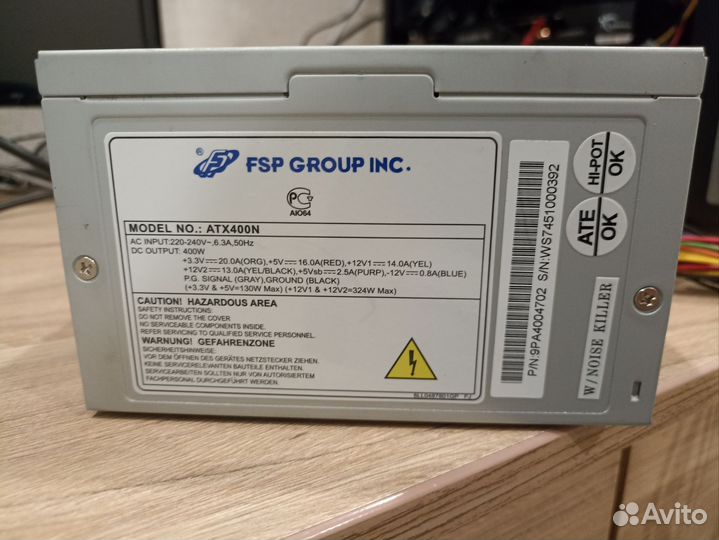 ® FSP GROUP INC.
PG
АІО64
MODEL NO.: ATX400N
AC INPUT:220-240V~,6.3A,50Hz
DC OUTPUT: 400W
+3.3V⎓20.0A(ORG),+5V⎓16.0A(RED),+12V1⎓14.0A(YEL)
+12V2⎓13.0A(YEL/BLACK),+5Vsb⎓2.5A(PURP),-12V⎓0.8A(BLUE)
P.G. SIGNAL (GRAY),GROUND (BLACK)
(+3.3V & +5V=130W Max) (+12V1 & +12V2=324W Max)
CAUTION! HAZARDOUS AREA
SAFETY INSTRUCTIONS:
DO NOT REMOVE THE COVER
NO SERVICEABLE COMPONENTS INSIDE.
REFER SERVICING TO QUALIFIED SERVICE PERSONNEL.
WARNUNG! GEFAHRENZONE
SICHERHEITSHINWEISE:
VOR DEM ÖFFNEN DES GERÄTES NETZSTECKER ZIEHEN.
KEINE SERVICERELEVANTEN BAUTEILE ENTHALTEN.
SERVICEARBEITEN SOLLTEN NUR VON AUTORISIERTEM
FACHPERSONAL DURCHGEFÜHRT WERDEN
P/N:9PA4004702 S/N:WS7451000392
HI-POT
OK
ATE
OK
W/NOISE KILLER
Avito